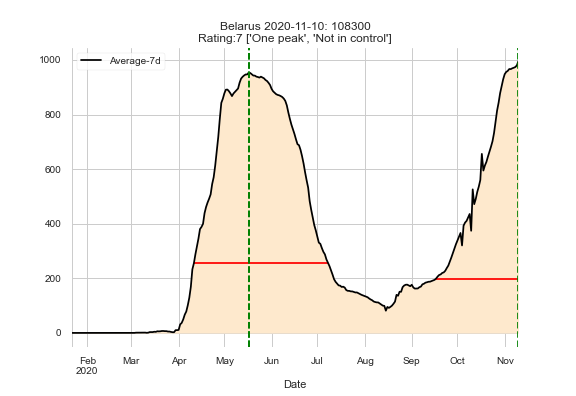 Belarus 2020-11-10: 108300
Rating:7 ['One peak', 'Not in control']
Average-7d
1000
800
600
400
200
0
Feb Mar Apr May Jun Jul Aug Sep Oct Nov
2020
Date